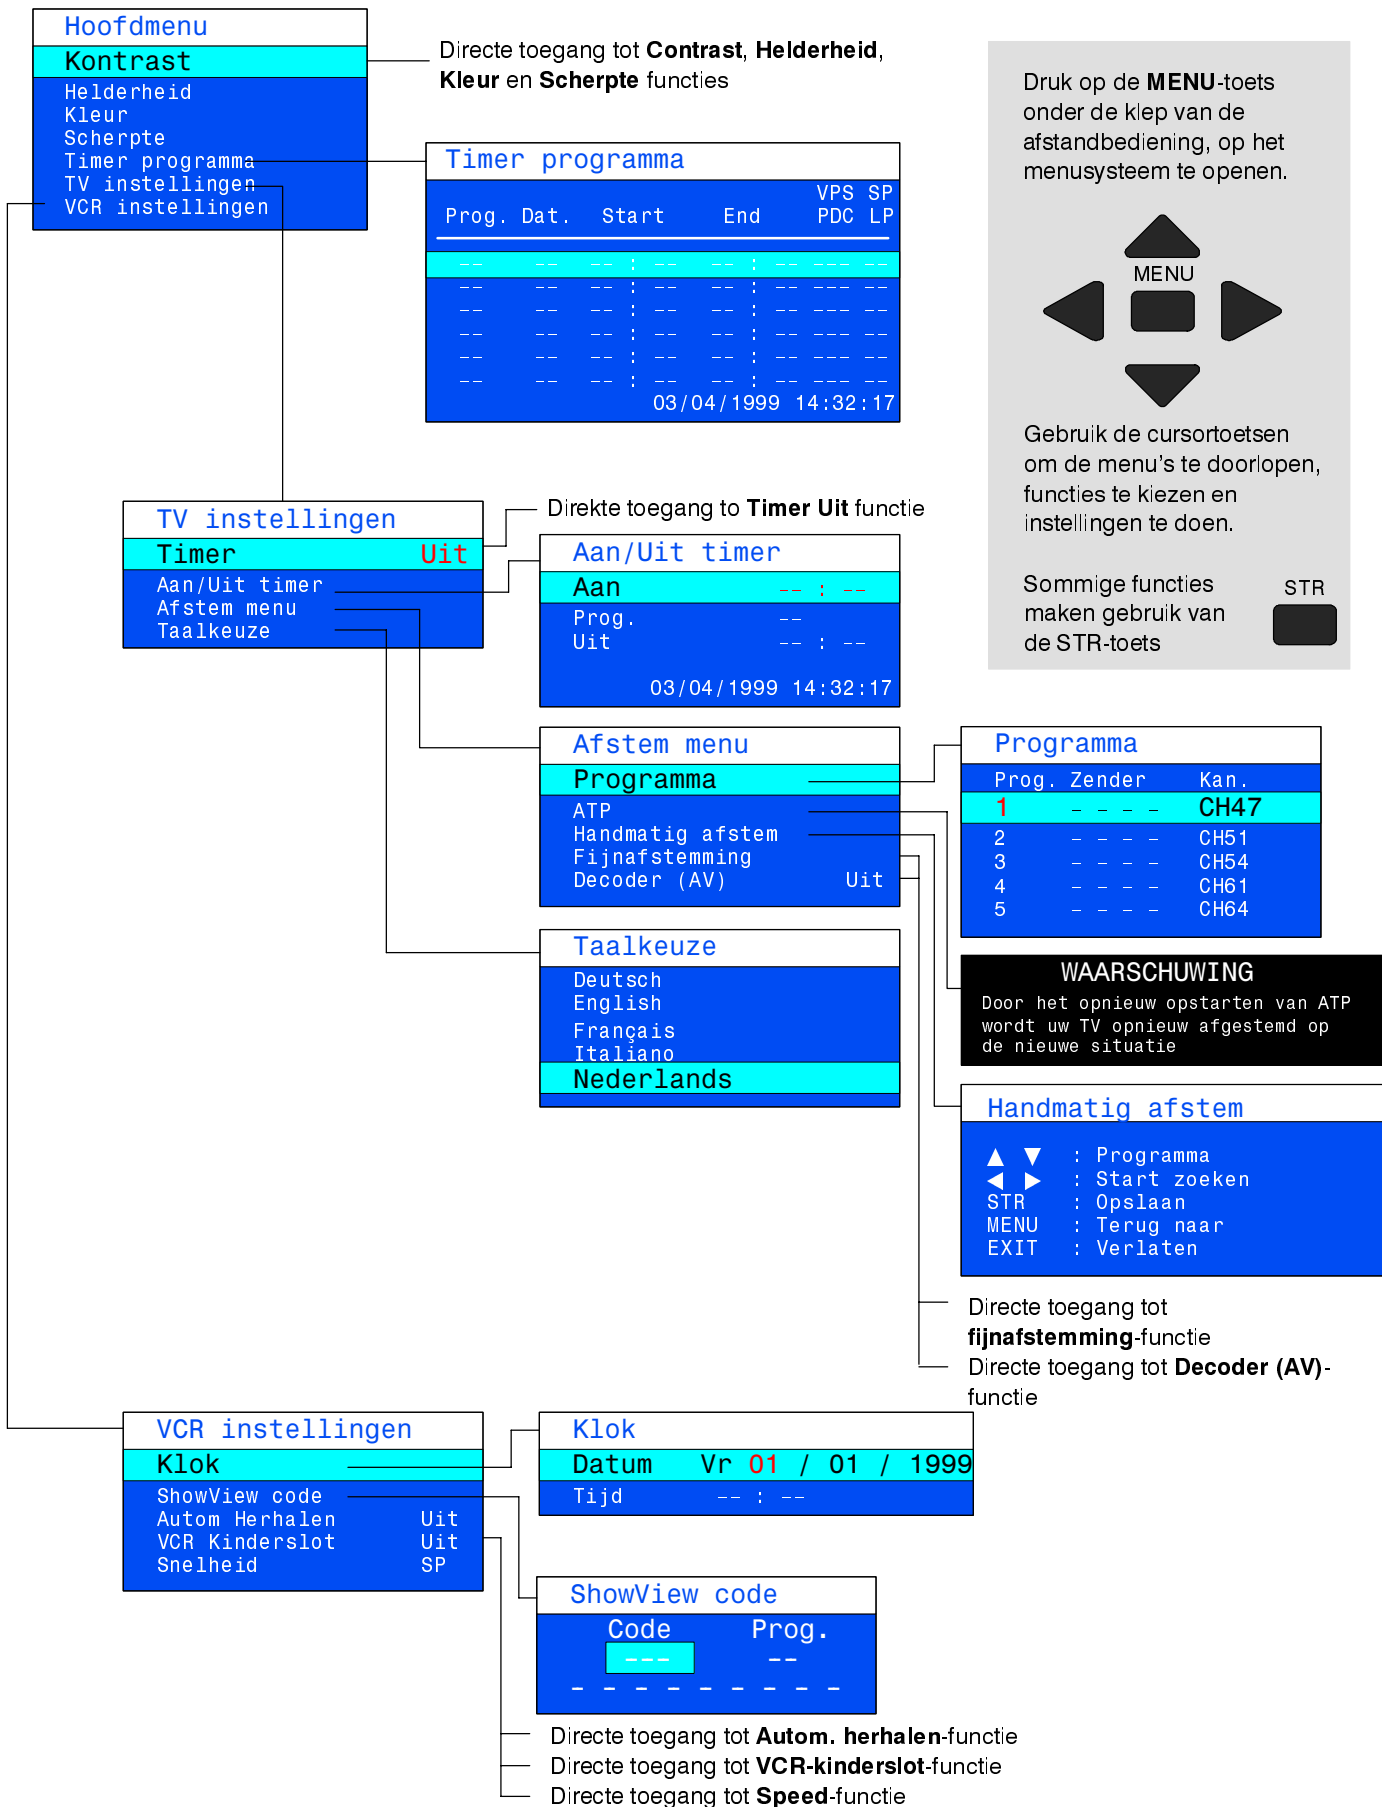 Hoofdmenu
Kontrast
Helderheid
Kleur
Scherpte
Timer programma
TV instellingen
VCR instellingen
Directe toegang tot Contrast, Helderheid,
Kleur en Scherpte functies
Druk op de MENU-toets
onder de klep van de
afstandbediening, op het
menusysteem te openen.
MENU
Gebruik de cursortoetsen
om de menu's te doorlopen,
functies te kiezen en
instellingen te doen.
Sommige functies
maken gebruik van
de STR-toets
STR
Timer programma
VPS SP
Prog. Dat. Start End PDC LP
-- -- -- : -- -- : -- --- --
-- -- -- : -- -- : -- --- --
-- -- -- : -- -- : -- --- --
-- -- -- : -- -- : -- --- --
-- -- -- : -- -- : -- --- --
-- -- -- : -- -- : -- --- --
03/04/1999 14:32:17
TV instellingen
Timer Uit
Aan/Uit timer
Afstem menu
Taalkeuze
Direkte toegang to Timer Uit functie
Aan/Uit timer
Aan -- : --
Prog. --
Uit -- : --
03/04/1999 14:32:17
Afstem menu
Programma
ATP
Handmatig afstem
Fijnafstemming
Decoder (AV) Uit
Programma
Prog. Zender Kan.
1 - - - - CH47
2 - - - - CH51
3 - - - - CH54
4 - - - - CH61
5 - - - - CH64
Taalkeuze
Deutsch
English
Français
Italiano
Nederlands
WAARSCHUWING
Door het opnieuw opstarten van ATP
wordt uw TV opnieuw afgestemd op
de nieuwe situatie
Handmatig afstem
▲ ▼ : Programma
◀ ▶ : Start zoeken
STR : Opslaan
MENU : Terug naar
EXIT : Verlaten
Directe toegang tot
fijnafstemming-functie
Directe toegang tot Decoder (AV)-
functie
VCR instellingen
Klok
ShowView code
Autom Herhalen Uit
VCR Kinderslot Uit
Snelheid SP
Klok
Datum Vr 01 / 01 / 1999
Tijd -- : --
ShowView code
Code Prog.
--- --
- - - - - - - - -
Directe toegang tot Autom. herhalen-functie
Directe toegang tot VCR-kinderslot-functie
Directe toegang tot Speed-functie